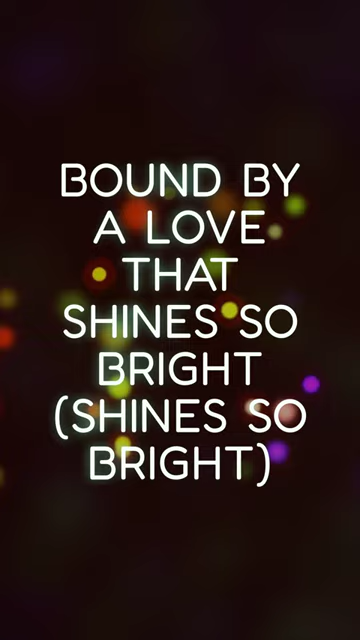 BOUND BY
A LOVE
THAT
SHINES SO
BRIGHT
(SHINES SO
BRIGHT)